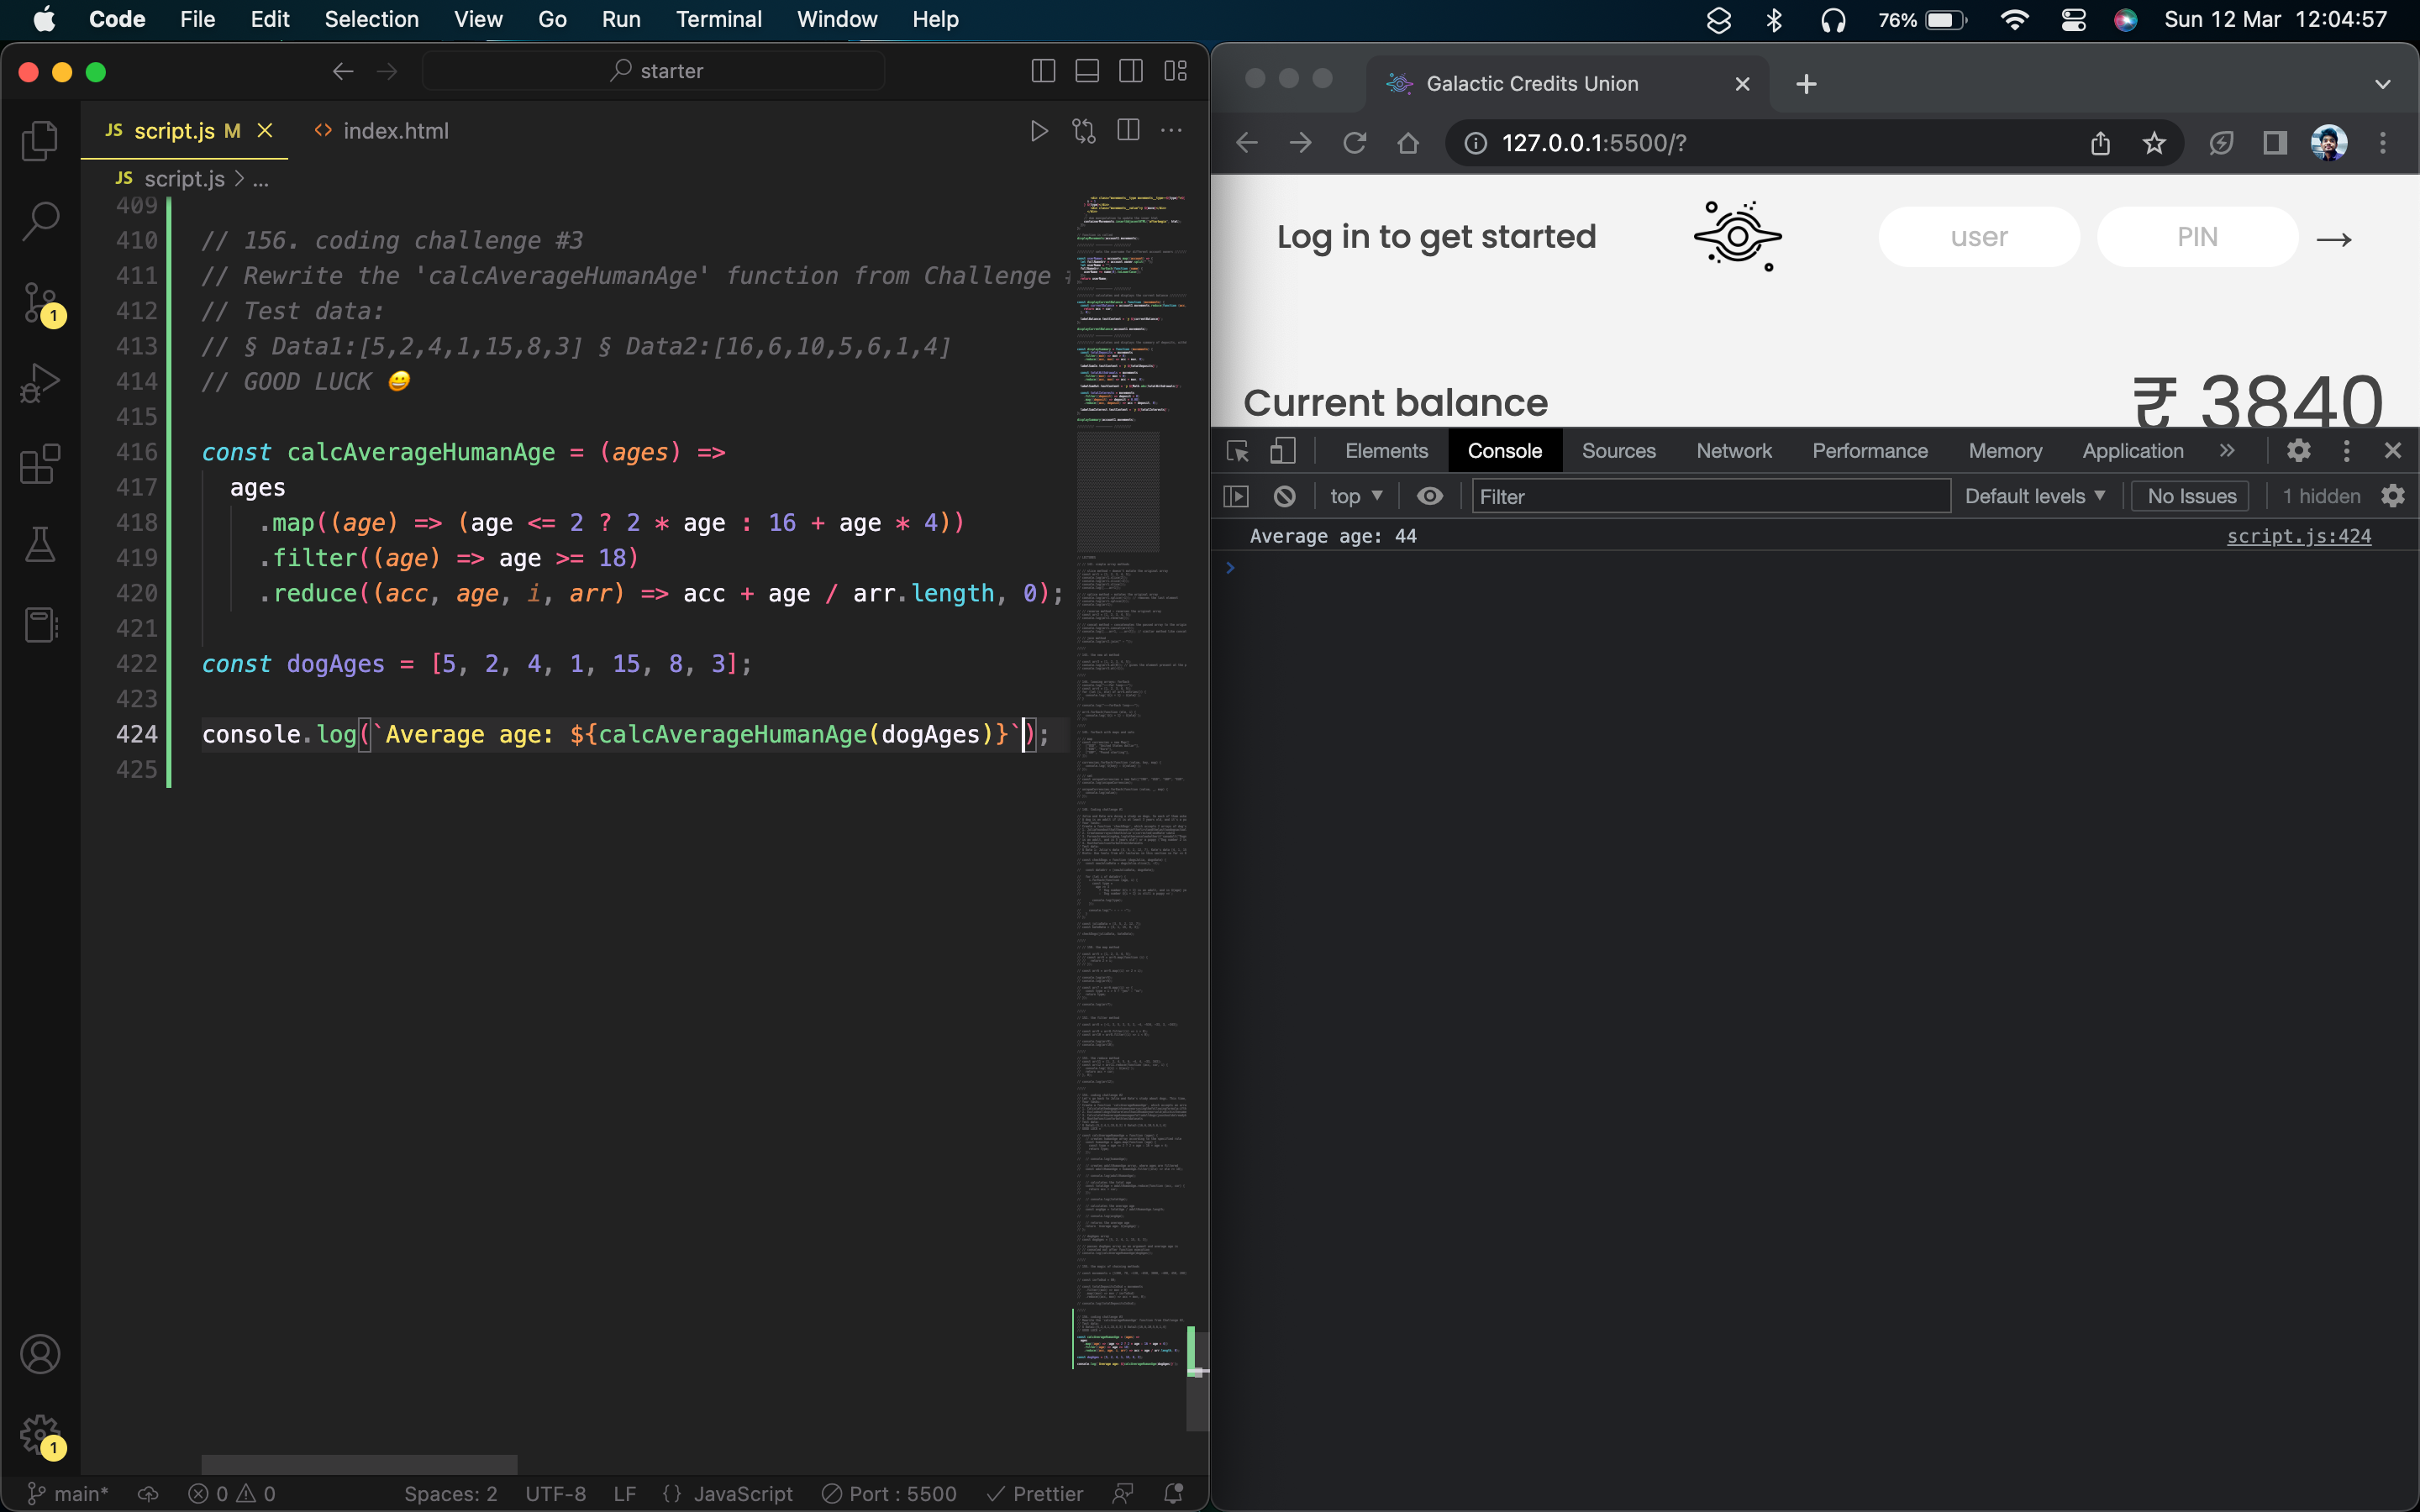 Code File Edit Selection View Go Run Terminal Window Help
76% Sun 12 Mar 12:04:57
starter
JS script.js M index.html
JS script.js > ...
409
410 // 156. coding challenge #3
411 // Rewrite the 'calcAverageHumanAge' function from Challenge
412 // Test data:
413 // § Data1:[5,2,4,1,15,8,3] § Data2:[16,6,10,5,6,1,4]
414 // GOOD LUCK 😀
415
416 const calcAverageHumanAge = (ages) =>
417 ages
418 .map((age) => (age <= 2 ? 2 * age : 16 + age * 4))
419 .filter((age) => age >= 18)
420 .reduce((acc, age, i, arr) => acc + age / arr.length, 0);
421
422 const dogAges = [5, 2, 4, 1, 15, 8, 3];
423
424 console.log(`Average age: ${calcAverageHumanAge(dogAges)}`);
425
1
1
main* 0 0 Spaces: 2 UTF-8 LF {} JavaScript Port : 5500 Prettier
Galactic Credits Union
127.0.0.1:5500/?
Log in to get started user PIN →
Current balance ₹ 3840
Elements Console Sources Network Performance Memory Application »
top Filter Default levels No Issues 1 hidden
Average age: 44 script.js:424